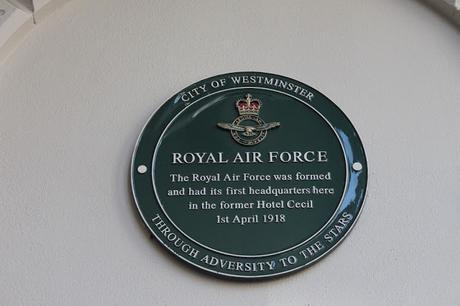 CITY OF WESTMINSTER
ROYAL AIR FORCE
The Royal Air Force was formed
and had its first headquarters here
in the former Hotel Cecil
1st April 1918
THROUGH ADVERSITY TO THE STARS